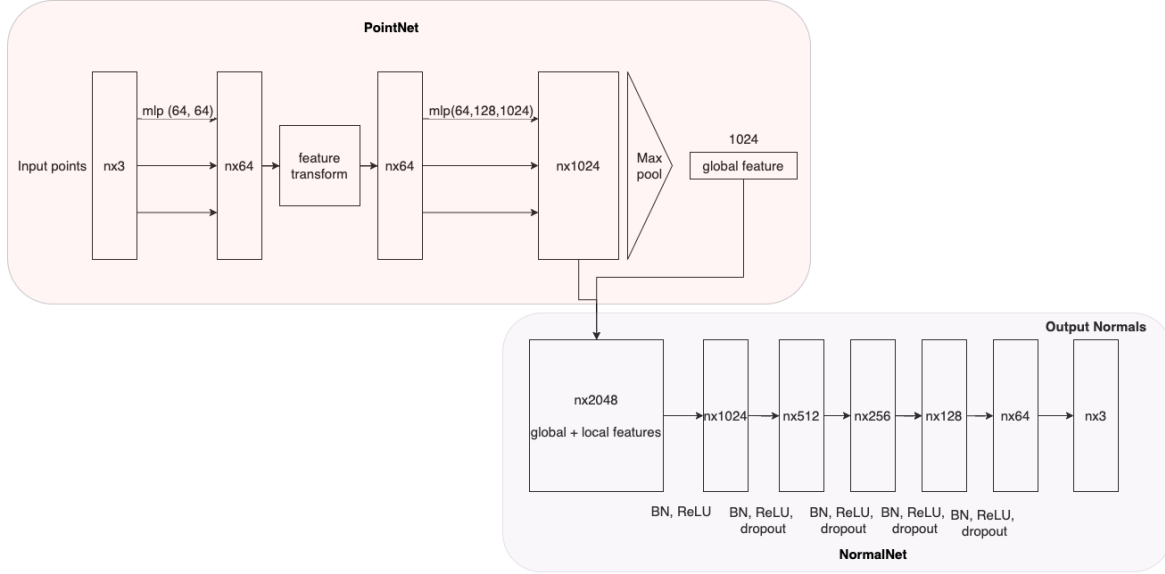 PointNet
mlp (64, 64)
mlp(64,128,1024)
Input points
nx3
nx64
feature
transform
nx64
nx1024
Max
pool
1024
global feature
Output Normals
nx2048
global + local features
nx1024
nx512
nx256
nx128
nx64
nx3
BN, ReLU
BN, ReLU,
dropout
BN, ReLU,
dropout
BN, ReLU,
dropout
BN, ReLU,
dropout
NormalNet